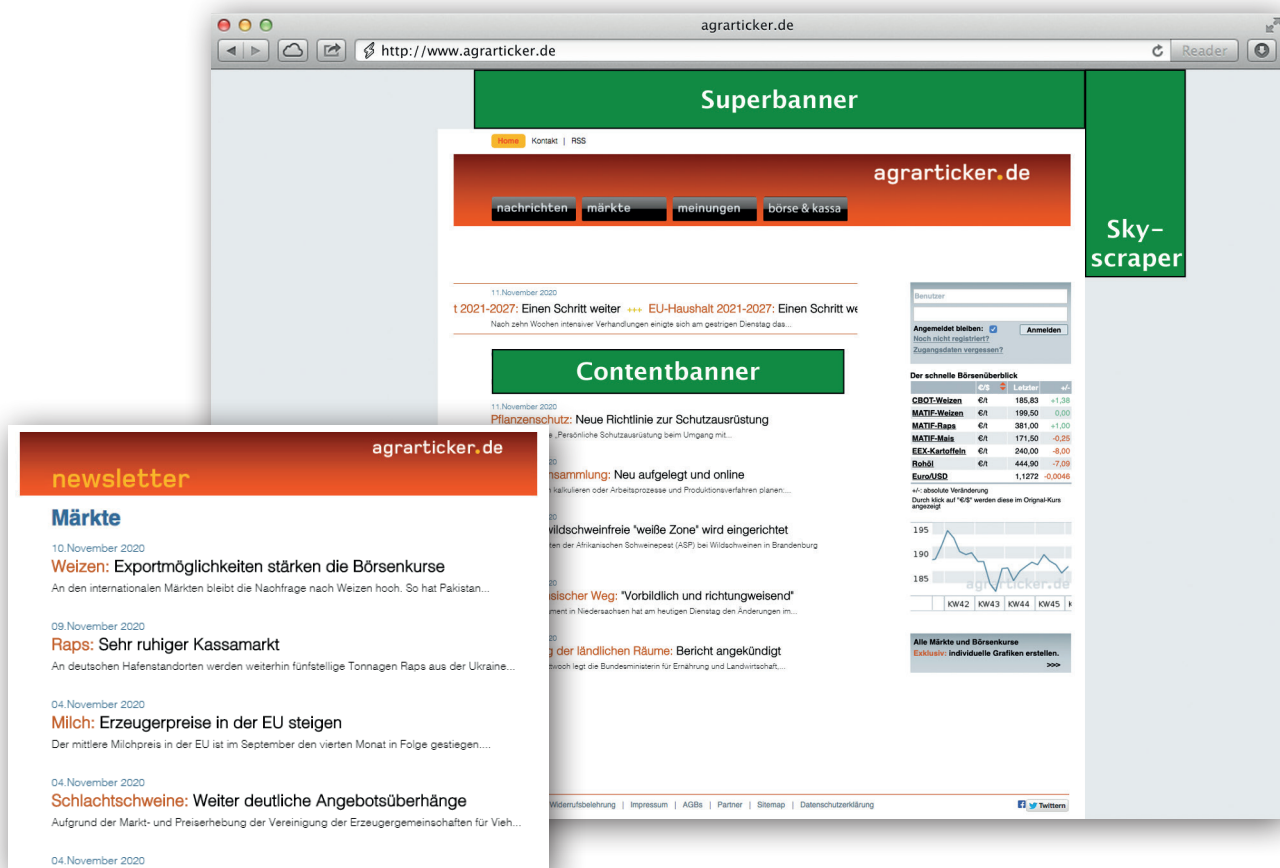 agrarticker.de
http://www.agrarticker.de
Reader
Superbanner
Sky-
scraper
Home Kontakt | RSS
agrarticker.de
nachrichten märkte meinungen börse & kassa
11.November 2020
t 2021-2027: Einen Schritt weiter +++ EU-Haushalt 2021-2027: Einen Schritt we
Nach zehn Wochen intensiver Verhandlungen einigte sich am gestrigen Dienstag das...
Contentbanner
11.November 2020
Pflanzenschutz: Neue Richtlinie zur Schutzausrüstung
e „Persönliche Schutzausrüstung beim Umgang mit...
20
nsammlung: Neu aufgelegt und online
kalkulieren oder Arbeitsprozesse und Produktionsverfahren planen:...
20
wildschweinfreie "weiße Zone" wird eingerichtet
ten der Afrikanischen Schweinepest (ASP) bei Wildschweinen in Brandenburg
20
sischer Weg: "Vorbildlich und richtungweisend"
ment in Niedersachsen hat am heutigen Dienstag den Änderungen im...
20
g der ländlichen Räume: Bericht angekündigt
twoch legt die Bundesministerin für Ernährung und Landwirtschaft,...
Benutzer
Angemeldet bleiben: Anmelden
Noch nicht registriert?
Zugangsdaten vergessen?
Der schnelle Börsenüberblick
€/$ Letzter +/-
CBOT-Weizen €/t 185,83 +1,38
MATIF-Weizen €/t 199,50 0,00
MATIF-Raps €/t 381,00 +1,00
MATIF-Mais €/t 171,50 -0,25
EEX-Kartoffeln €/t 240,00 -8,00
Rohöl €/t 444,90 -7,09
Euro/USD 1,1272 -0,0046
+/-: absolute Veränderung
Durch klick auf "€/$" werden diese im Orignal-Kurs
angezeigt
195
190
185
agrarticker.de
KW42 KW43 KW44 KW45 K
Alle Märkte und Börsenkurse
Exklusiv: individuelle Grafiken erstellen.
>>>
Widerrufsbelehrung | Impressum | AGBs | Partner | Sitemap | Datenschutzerklärung
Twittern
agrarticker.de
newsletter
Märkte
10.November 2020
Weizen: Exportmöglichkeiten stärken die Börsenkurse
An den internationalen Märkten bleibt die Nachfrage nach Weizen hoch. So hat Pakistan...
09.November 2020
Raps: Sehr ruhiger Kassamarkt
An deutschen Hafenstandorten werden weiterhin fünfstellige Tonnagen Raps aus der Ukraine...
04.November 2020
Milch: Erzeugerpreise in der EU steigen
Der mittlere Milchpreis in der EU ist im September den vierten Monat in Folge gestiegen....
04.November 2020
Schlachtschweine: Weiter deutliche Angebotsüberhänge
Aufgrund der Markt- und Preiserhebung der Vereinigung der Erzeugergemeinschaften für Vieh...
04.November 2020